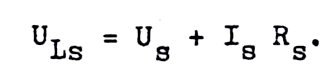 U_Ls = U_s + I_s R_s.